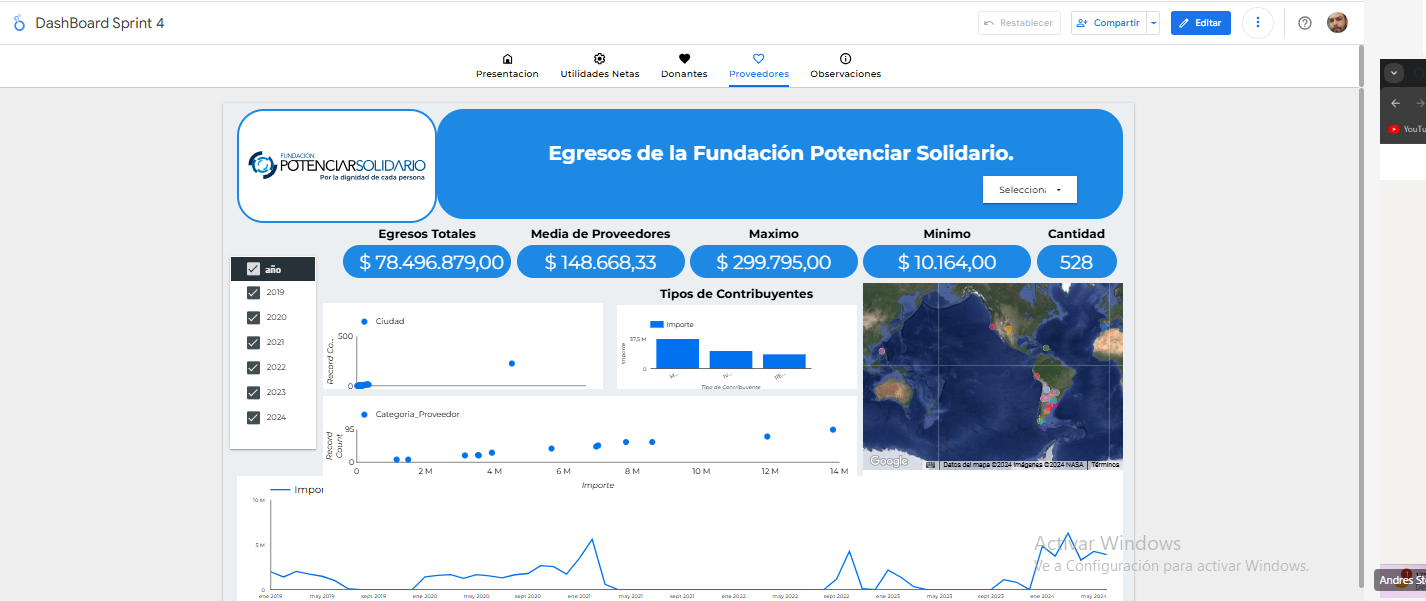 DashBoard Sprint 4
Restablecer
Compartir
Editar
Presentacion
Utilidades Netas
Donantes
Proveedores
Observaciones
YouTu
FUNDACIÓN
POTENCIARSOLIDARIO
Por la dignidad de cada persona
Egresos de la Fundación Potenciar Solidario.
Selecciona
Egresos Totales
Media de Proveedores
Maximo
Minimo
Cantidad
$ 78.496.879,00
$ 148.668,33
$ 299.795,00
$ 10.164,00
528
año
2019
2020
2021
2022
2023
2024
Ciudad
500
Record Co...
0
Tipos de Contribuyentes
Importe
37,5 M
Importe
0
M...
IV...
RE...
Tipo de Contribuyente
Categoria_Proveedor
95
Record Count
0
0
2 M
4 M
6 M
8 M
10 M
12 M
14 M
Importe
Google
Datos del mapa ©2024 Imágenes ©2024 NASA
Términos
Impor
10 M
5 M
0
ene 2019
may 2019
sept 2019
ene 2020
may 2020
sept 2020
ene 2021
may 2021
sept 2021
ene 2022
may 2022
sept 2022
ene 2023
may 2023
sept 2023
ene 2024
may 2024
Activar Windows
Ve a Configuración para activar Windows.
Andres St